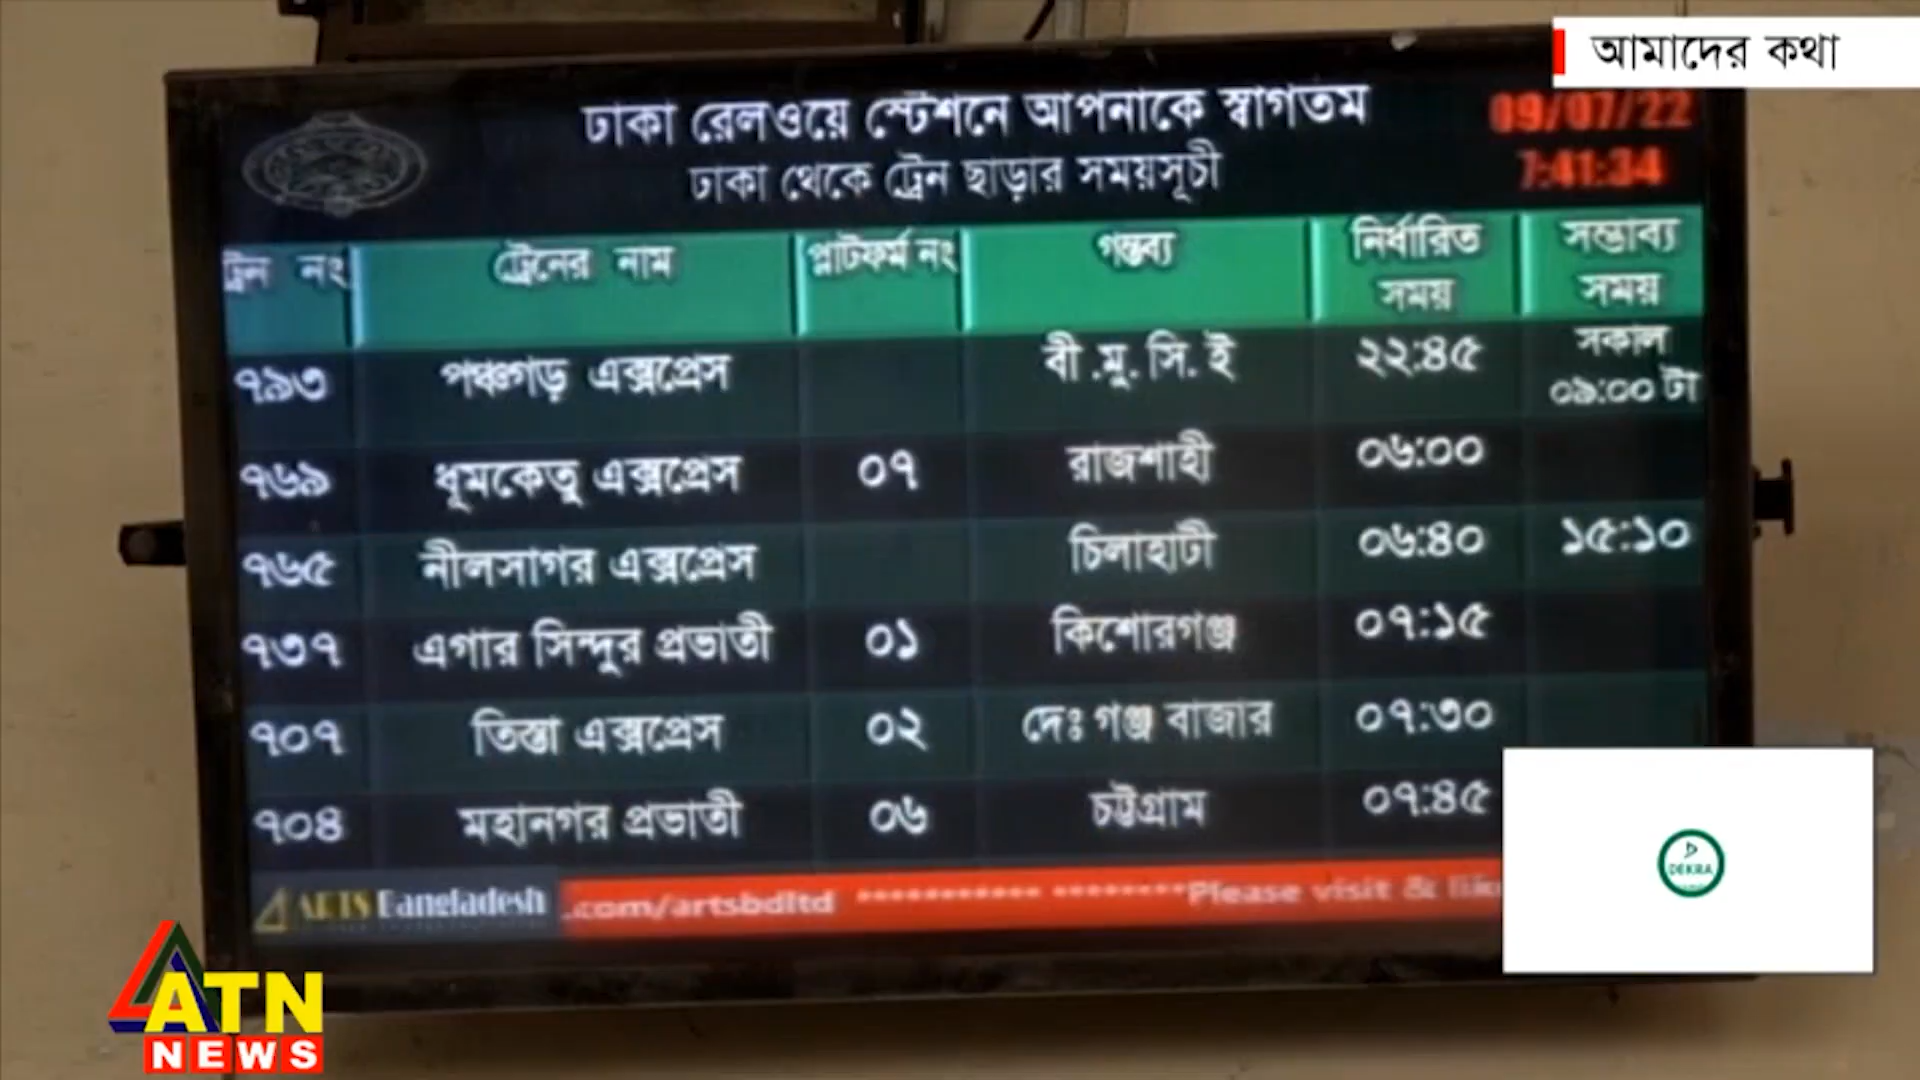 আমাদের কথা
ঢাকা রেলওয়ে স্টেশনে আপনাকে স্বাগতম
09/07/22
ঢাকা থেকে ট্রেন ছাড়ার সময়সূচী
7:41:34
ট্রেন নং ট্রেনের নাম প্লাটফর্ম নং গন্তব্য নির্ধারিত সময় সম্ভাব্য সময়
৭৯৩ পঞ্চগড় এক্সপ্রেস বী.মু.সি.ই ২২:৪৫ সকাল ০৯:০০ টা
৭৬৯ ধূমকেতু এক্সপ্রেস ০৭ রাজশাহী ০৬:০০
৭৬৫ নীলসাগর এক্সপ্রেস চিলাহাটী ০৬:৪০ ১৫:১০
৭৩৭ এগার সিন্দুর প্রভাতী ০১ কিশোরগঞ্জ ০৭:১৫
৭০৭ তিস্তা এক্সপ্রেস ০২ দেঃ গঞ্জ বাজার ০৭:৩০
৭০৪ মহানগর প্রভাতী ০৬ চট্টগ্রাম ০৭:৪৫
ARTS Bangladesh .com/artsbdltd *********** ********Please visit & lik
DEKRA
ATN
NEWS